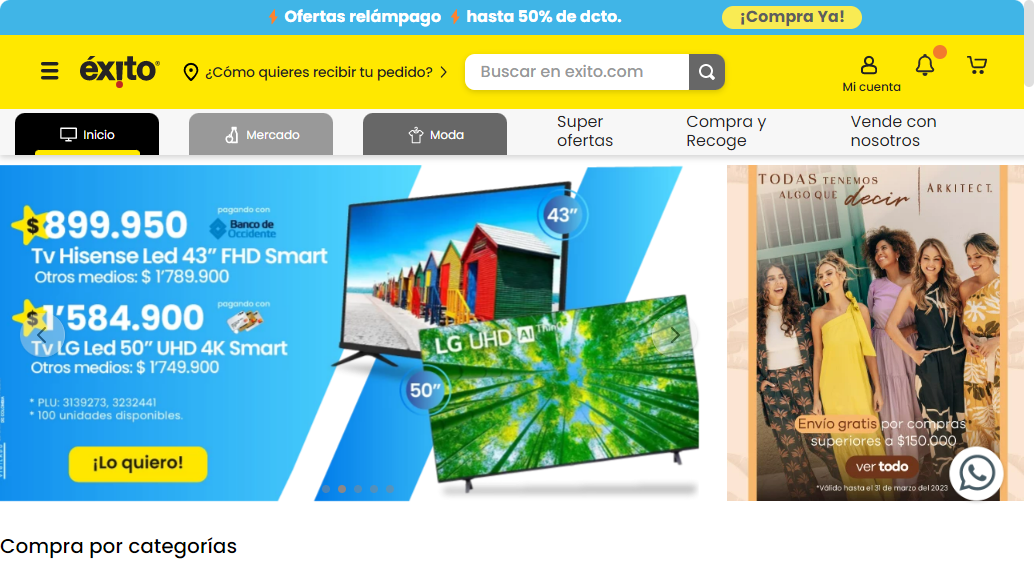 Ofertas relámpago hasta 50% de dcto.
¡Compra Ya!
éxito
¿Cómo quieres recibir tu pedido?
Buscar en exito.com
Mi cuenta
Inicio
Mercado
Moda
Super
ofertas
Compra y
Recoge
Vende con
nosotros
$899.950
pagando con
Banco de
Occidente
Tv Hisense Led 43” FHD Smart
Otros medios: $ 1’789.900
$1’584.900
pagando con
Tv LG Led 50” UHD 4K Smart
Otros medios: $ 1’749.900
* PLU: 3139273, 3232441
* 100 unidades disponibles.
¡Lo quiero!
43”
LG UHD AI ThinQ
50”
TODAS TENEMOS
ALGO QUE decir
ARKITECT.
Envío gratis por compras
superiores a $150.000
ver todo
*Válido hasta el 31 de marzo del 2023
Compra por categorías